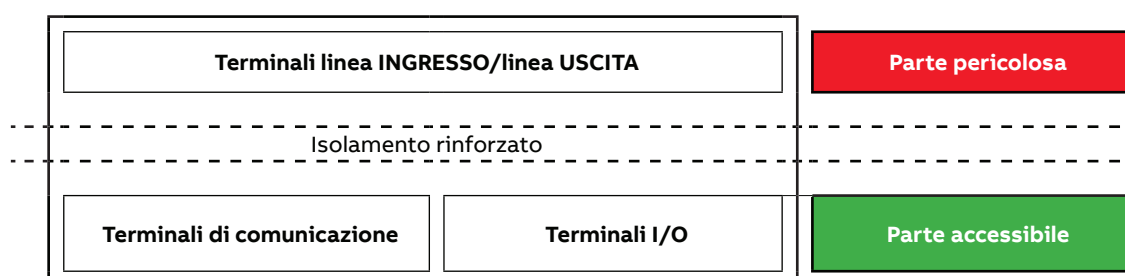 Terminali linea INGRESSO/linea USCITA
Parte pericolosa
Isolamento rinforzato
Terminali di comunicazione
Terminali I/O
Parte accessibile